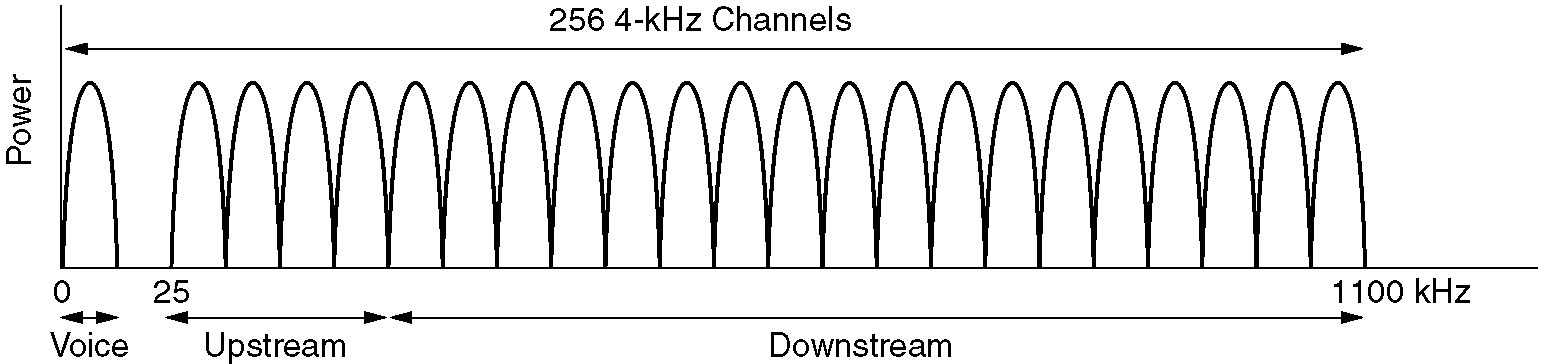 256 4-kHz Channels
Power
0 25 1100 kHz
Voice Upstream Downstream